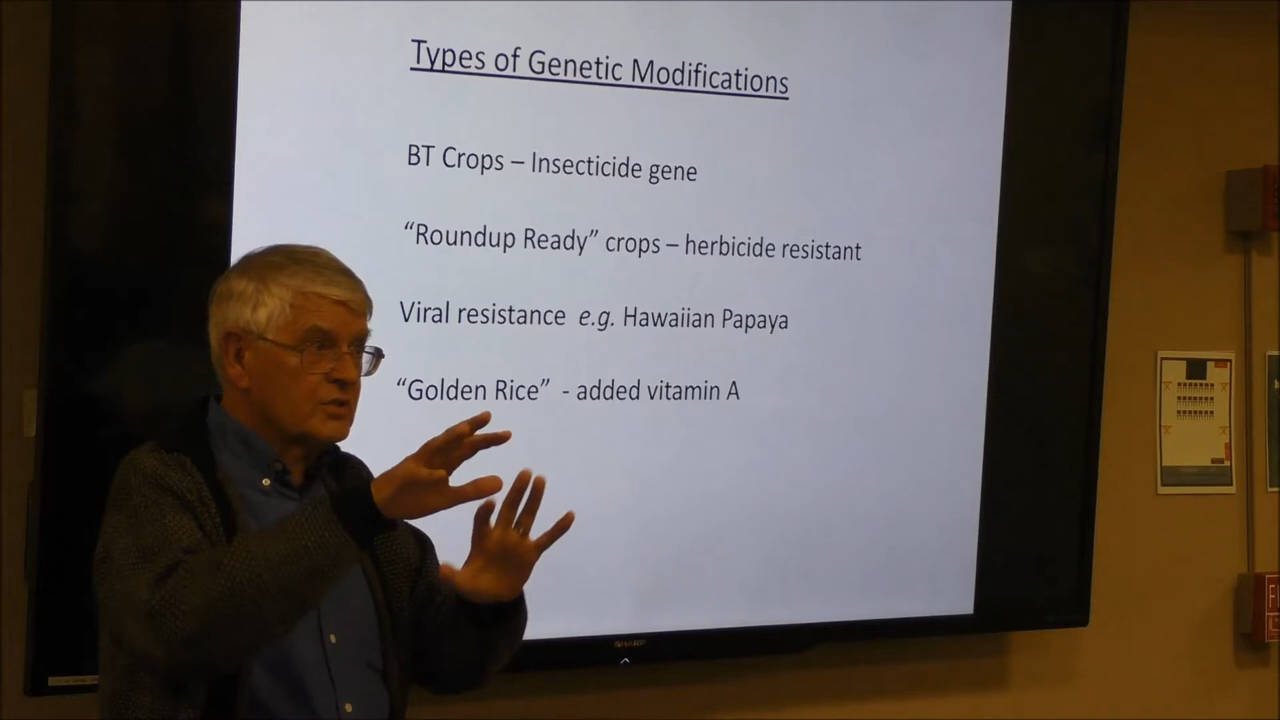 Types of Genetic Modifications
BT Crops – Insecticide gene
“Roundup Ready” crops – herbicide resistant
Viral resistance e.g. Hawaiian Papaya
“Golden Rice” - added vitamin A
SHARP